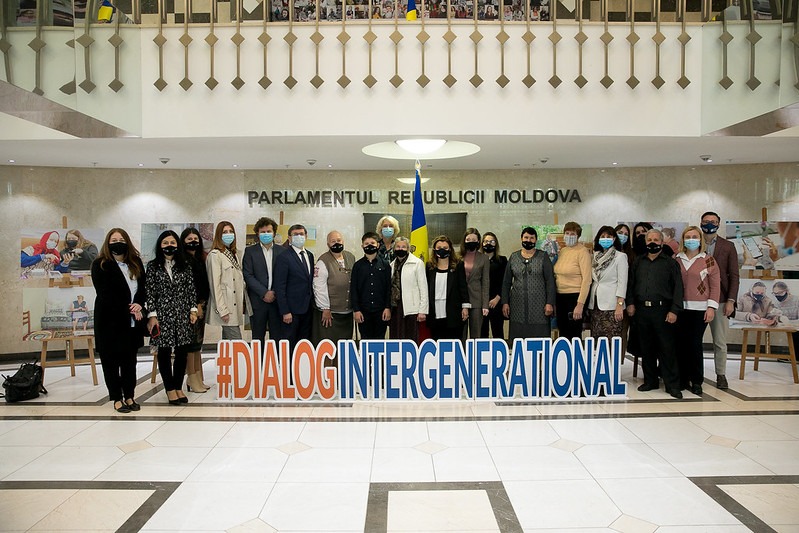 PARLAMENTUL REPUBLICII MOLDOVA
#DIALOGINTERGENERATIONAL